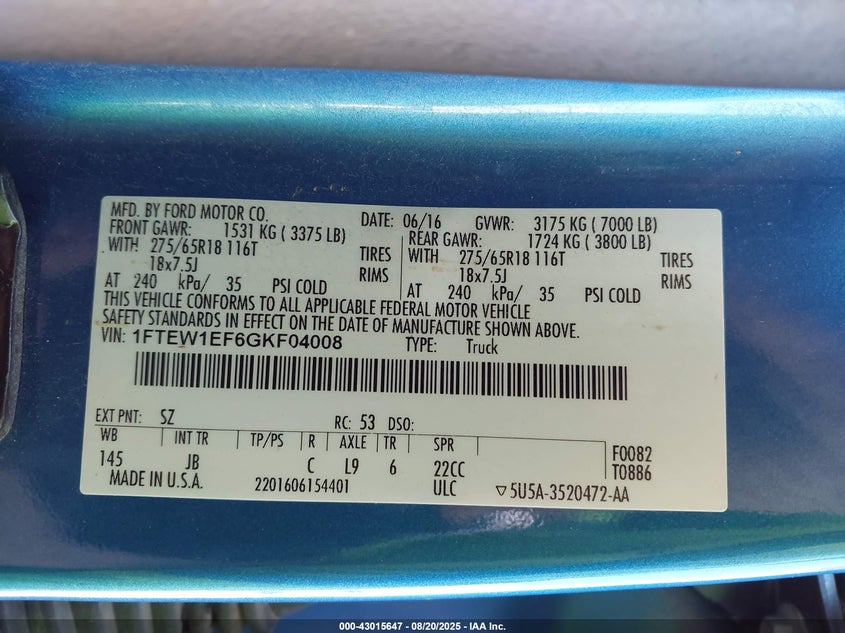 MFD. BY FORD MOTOR CO. DATE: 06/16 GVWR: 3175 KG ( 7000 LB)
FRONT GAWR: 1531 KG ( 3375 LB) REAR GAWR: 1724 KG ( 3800 LB)
WITH 275/65R18 116T TIRES WITH 275/65R18 116T TIRES
18x7.5J RIMS 18x7.5J RIMS
AT 240 kPa/ 35 PSI COLD AT 240 kPa/ 35 PSI COLD
THIS VEHICLE CONFORMS TO ALL APPLICABLE FEDERAL MOTOR VEHICLE
SAFETY STANDARDS IN EFFECT ON THE DATE OF MANUFACTURE SHOWN ABOVE.
VIN: 1FTEW1EF6GKF04008 TYPE: Truck
EXT PNT: SZ RC: 53 DSO:
WB INT TR TP/PS R AXLE TR SPR F0082
145 JB C L9 6 22CC T0886
MADE IN U.S.A. 2201606154401 ULC ▽5U5A-3520472-AA
000-43015647 - 08/20/2025 - IAA Inc.